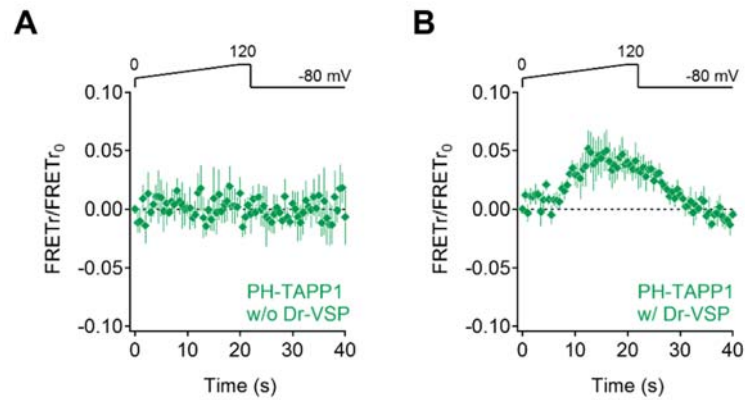 A
0
120
-80 mV
0.10
0.05
0.00
-0.05
-0.10
FRETr/FRETr0
PH-TAPP1
w/o Dr-VSP
0 10 20 30 40
Time (s)
B
0
120
-80 mV
0.10
0.05
0.00
-0.05
-0.10
FRETr/FRETr0
PH-TAPP1
w/ Dr-VSP
0 10 20 30 40
Time (s)